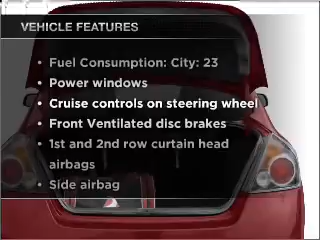 VEHICLE FEATURES
• Fuel Consumption: City: 23
• Power windows
• Cruise controls on steering wheel
• Front Ventilated disc brakes
• 1st and 2nd row curtain head
airbags
• Side airbag